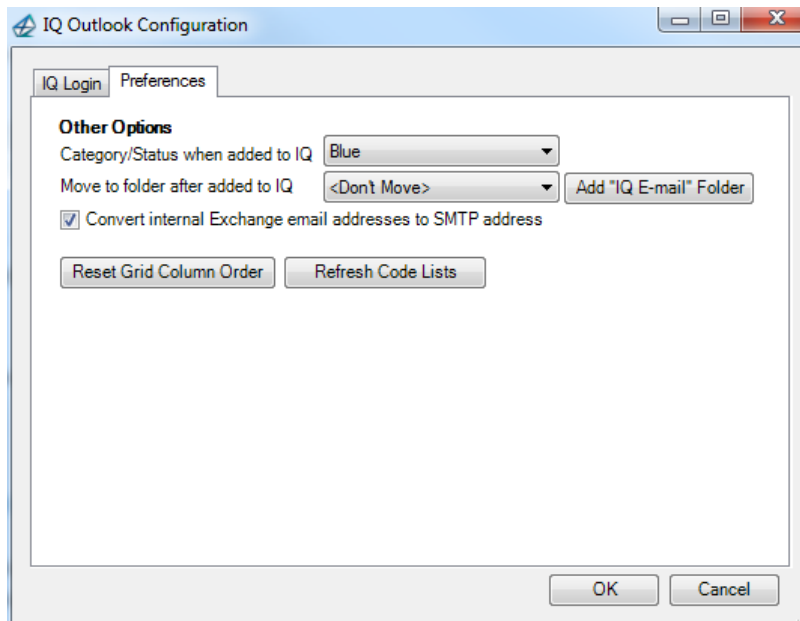 IQ Outlook Configuration
IQ Login Preferences
Other Options
Category/Status when added to IQ Blue
Move to folder after added to IQ <Don't Move> Add "IQ E-mail" Folder
Convert internal Exchange email addresses to SMTP address
Reset Grid Column Order Refresh Code Lists
OK Cancel